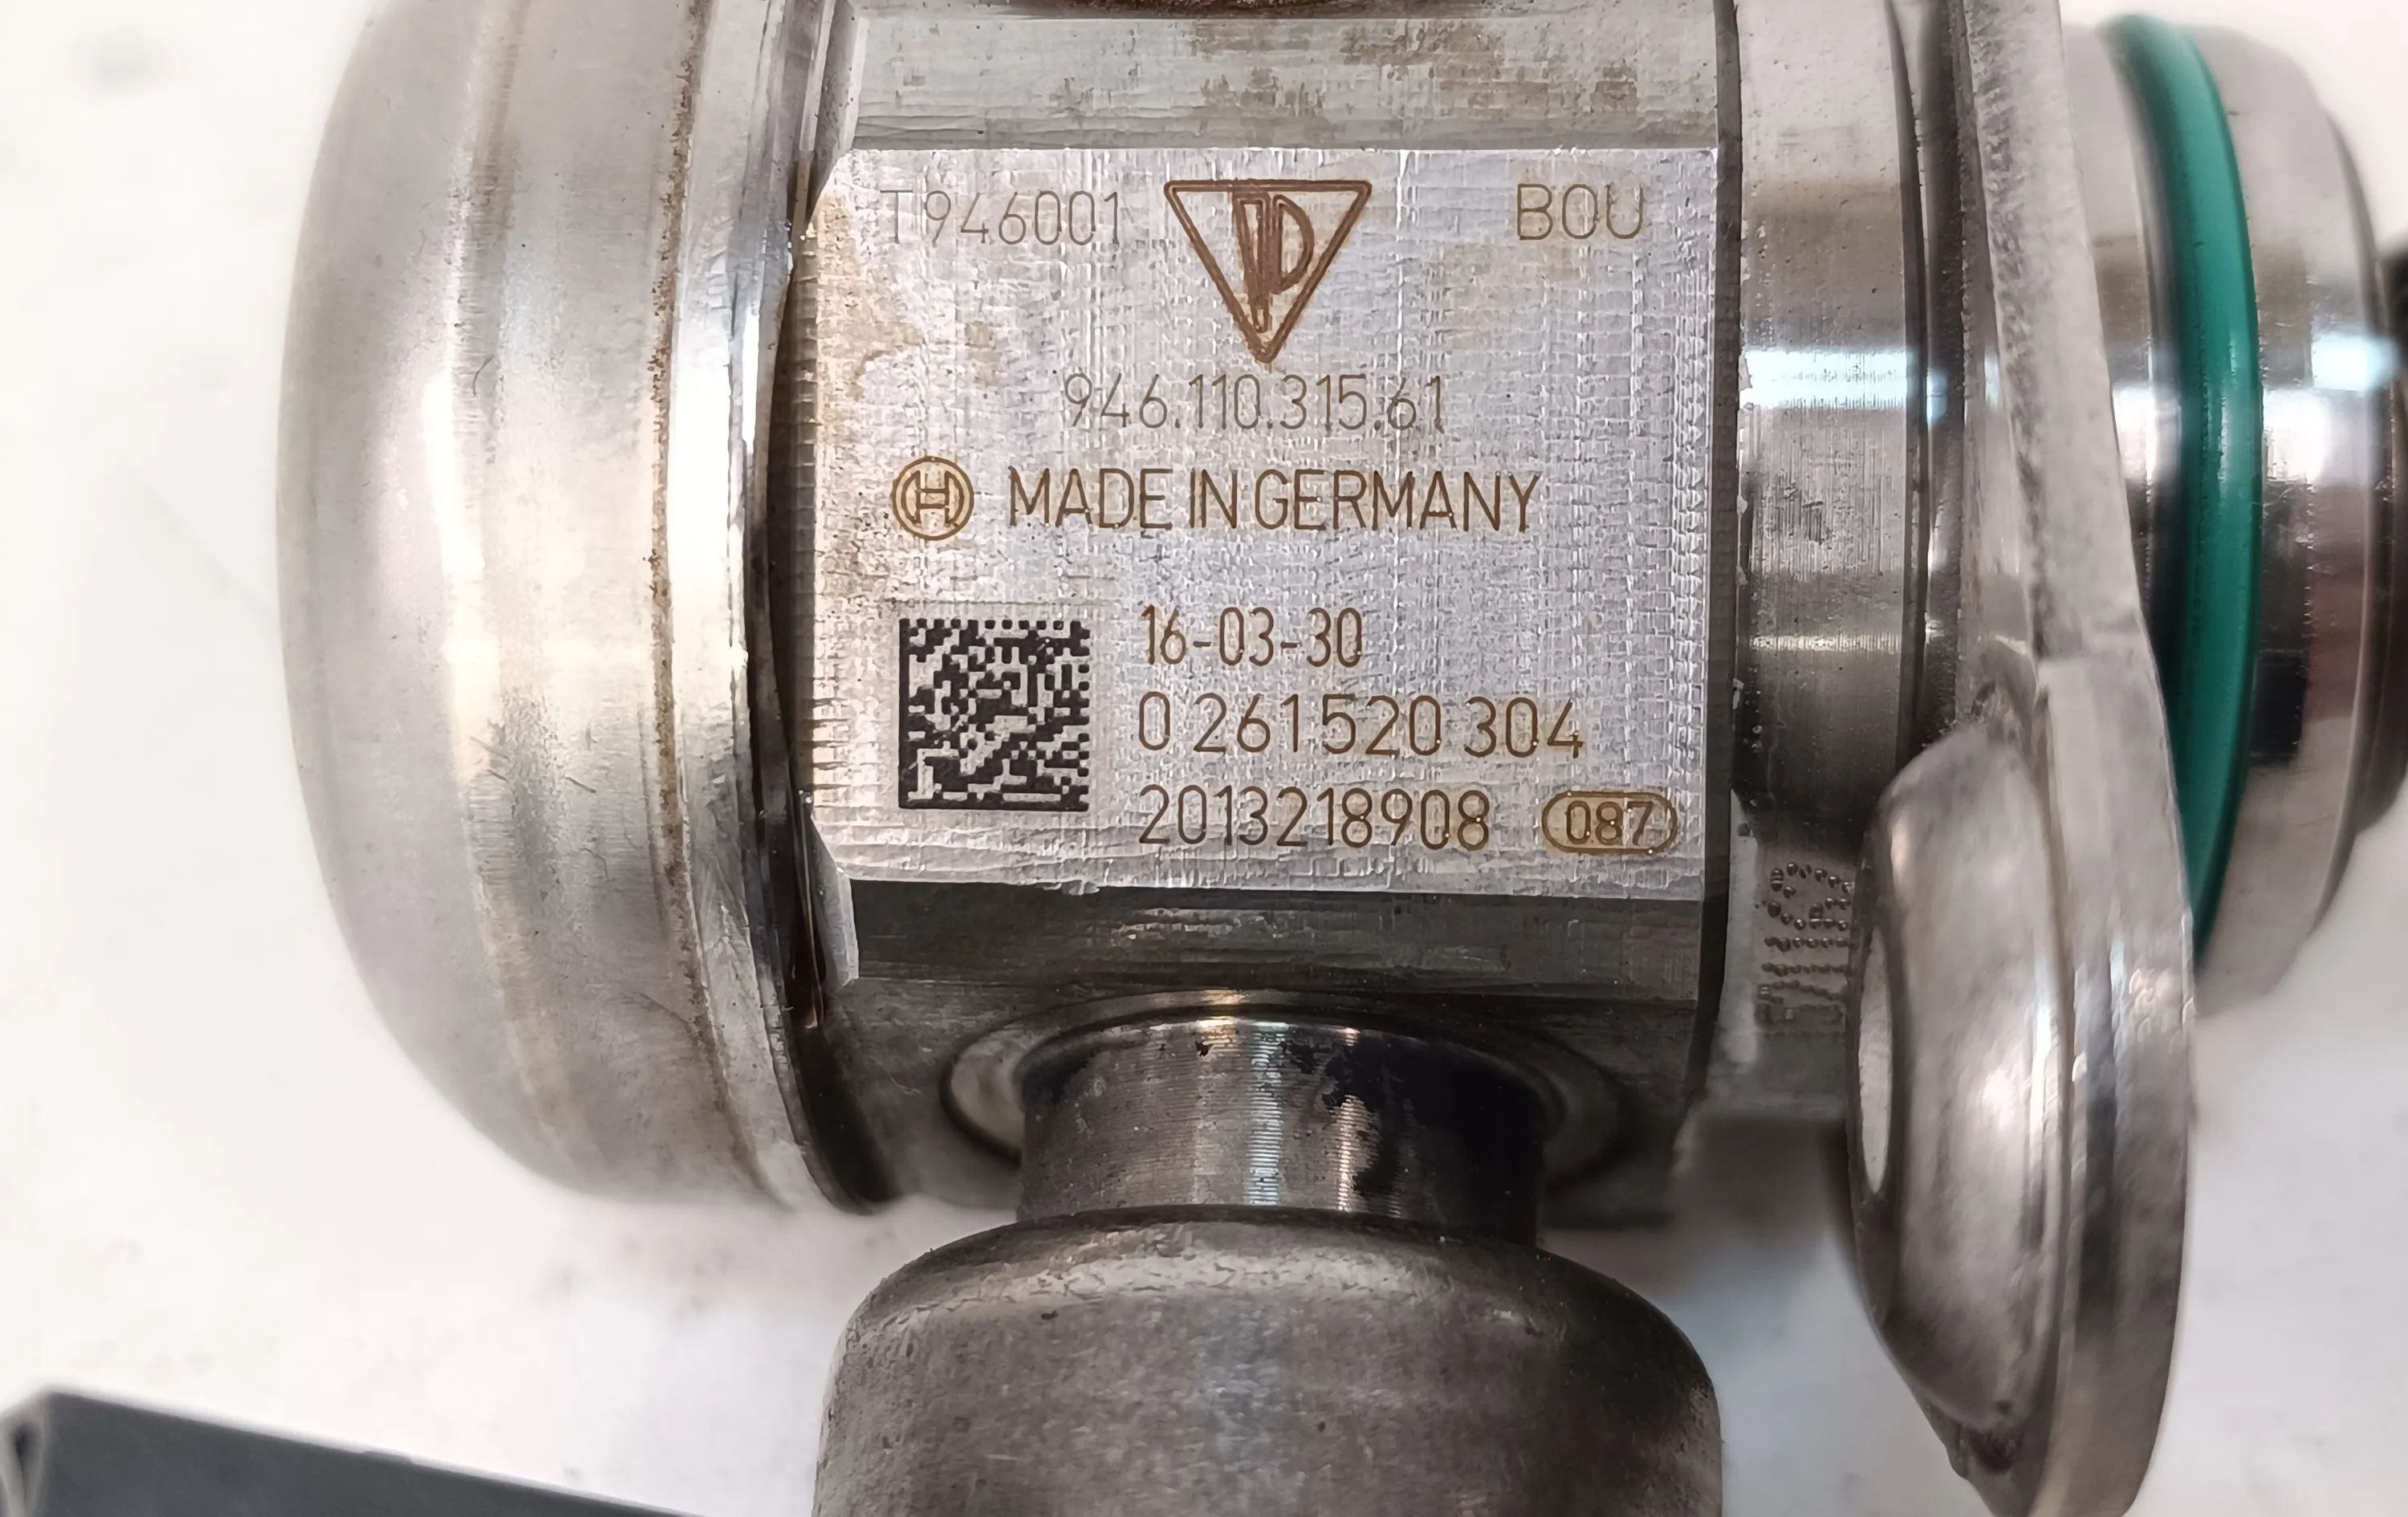 T946001 P BOU
946.110.315.61
H MADE IN GERMANY
16-03-30
0 261 520 304
2013218908 087